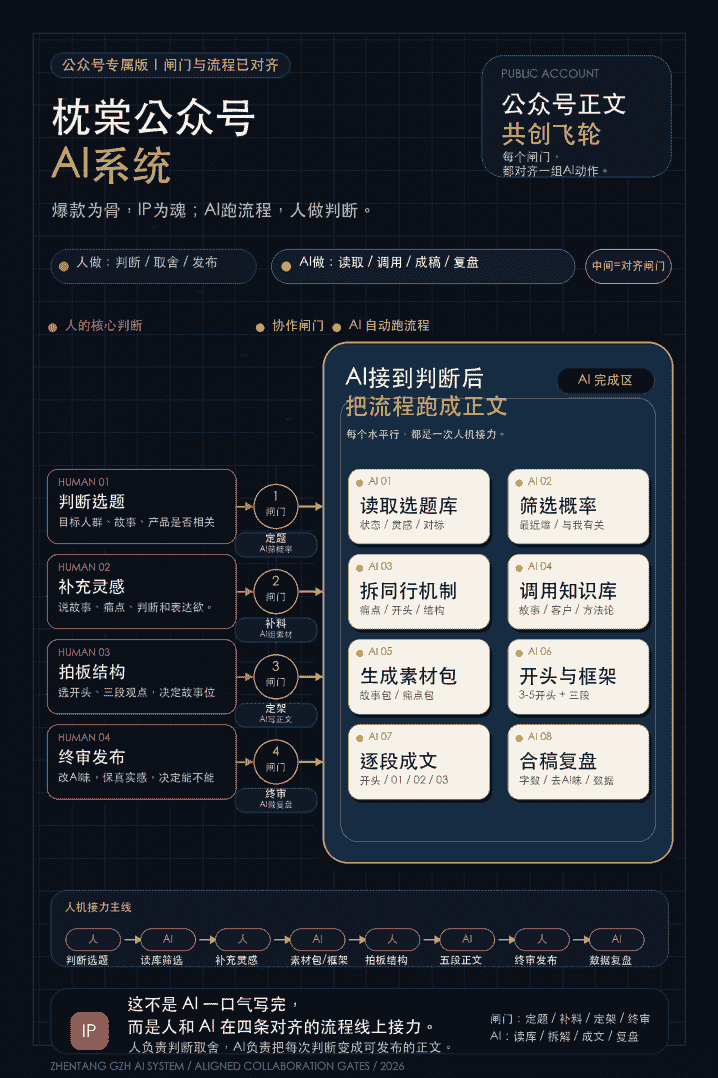 公众号专属版 | 闸门与流程已对齐
枕棠公众号
AI系统
爆款为骨，IP为魂；AI跑流程，人做判断。
PUBLIC ACCOUNT
公众号正文
共创飞轮
每个闸门，
都对齐一组AI动作。
人做：判断 / 取舍 / 发布
AI做：读取 / 调用 / 成稿 / 复盘
中间=对齐闸门
人的核心判断
协作闸门
AI 自动跑流程
AI接到判断后
把流程跑成正文
AI 完成区
每个水平行，都是一次人机接力。
HUMAN 01
判断选题
目标人群、故事、产品是否相关
1
闸门
定题
AI筛概率
AI 01
读取选题库
状态 / 灵感 / 对标
AI 02
筛选概率
最近爆 / 与我有关
HUMAN 02
补充灵感
说故事、痛点、判断和表达欲。
2
闸门
补料
AI组素材
AI 03
拆同行机制
痛点 / 开头 / 结构
AI 04
调用知识库
故事 / 客户 / 方法论
HUMAN 03
拍板结构
选开头、三段观点，决定故事位
3
闸门
定架
AI写正文
AI 05
生成素材包
故事包 / 痛点包
AI 06
开头与框架
3-5开头 + 三段
HUMAN 04
终审发布
改AI味，保真实感，决定能不能
4
闸门
终审
AI做复盘
AI 07
逐段成文
开头 / 01 / 02 / 03
AI 08
合稿复盘
字数 / 去AI味 / 数据
人机接力主线
人
AI
人
AI
人
AI
人
AI
判断选题
读库筛选
补充灵感
素材包/框架
拍板结构
五段正文
终审发布
数据复盘
IP
这不是 AI 一口气写完，
而是人和 AI 在四条对齐的流程线上接力。
人负责判断取舍，AI负责把每次判断变成可发布的正文。
闸门：定题 / 补料 / 定架 / 终审
AI：读库 / 拆解 / 成文 / 复盘
ZHENTANG GZH AI SYSTEM / ALIGNED COLLABORATION GATES / 2026